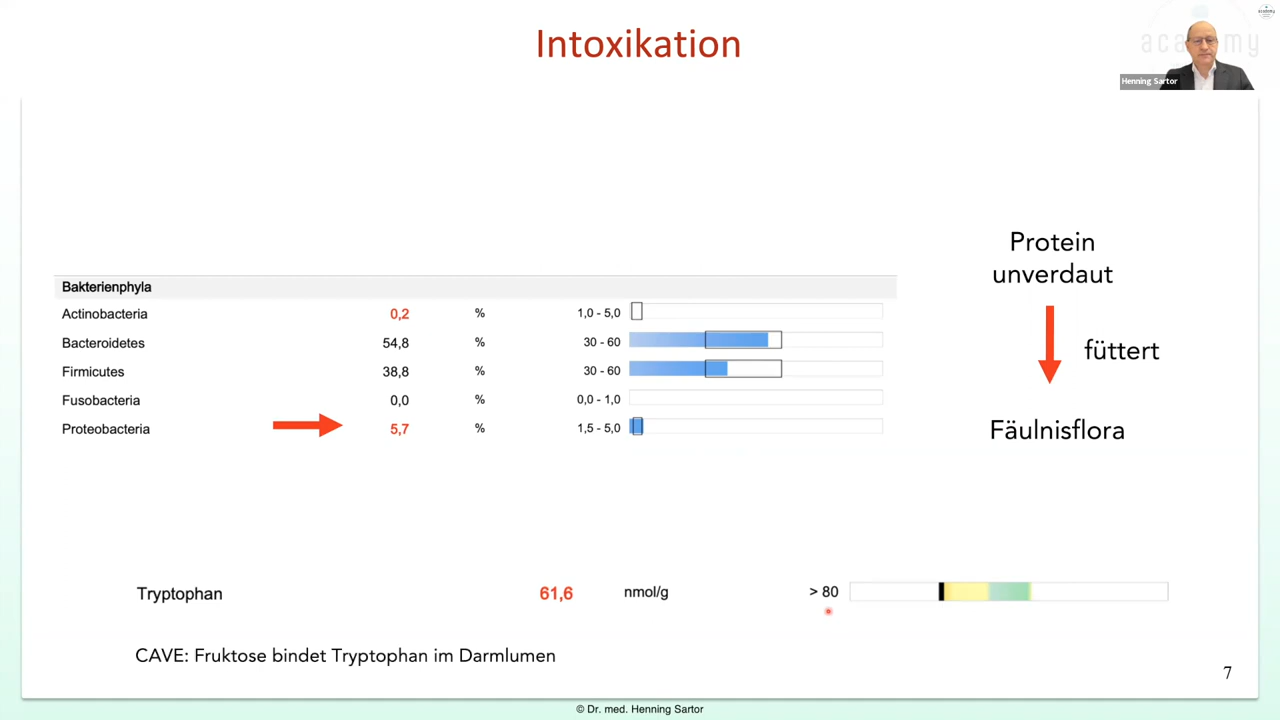 Intoxikation
academy
Henning Sartor
Protein
unverdaut
füttert
Fäulnisflora
Bakterienphyla
Actinobacteria 0,2 % 1,0 - 5,0
Bacteroidetes 54,8 % 30 - 60
Firmicutes 38,8 % 30 - 60
Fusobacteria 0,0 % 0,0 - 1,0
Proteobacteria 5,7 % 1,5 - 5,0
Tryptophan 61,6 nmol/g > 80
CAVE: Fruktose bindet Tryptophan im Darmlumen
7
© Dr. med. Henning Sartor